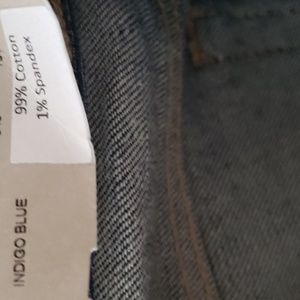 99% Cotton
1% Spandex
INDIGO BLUE